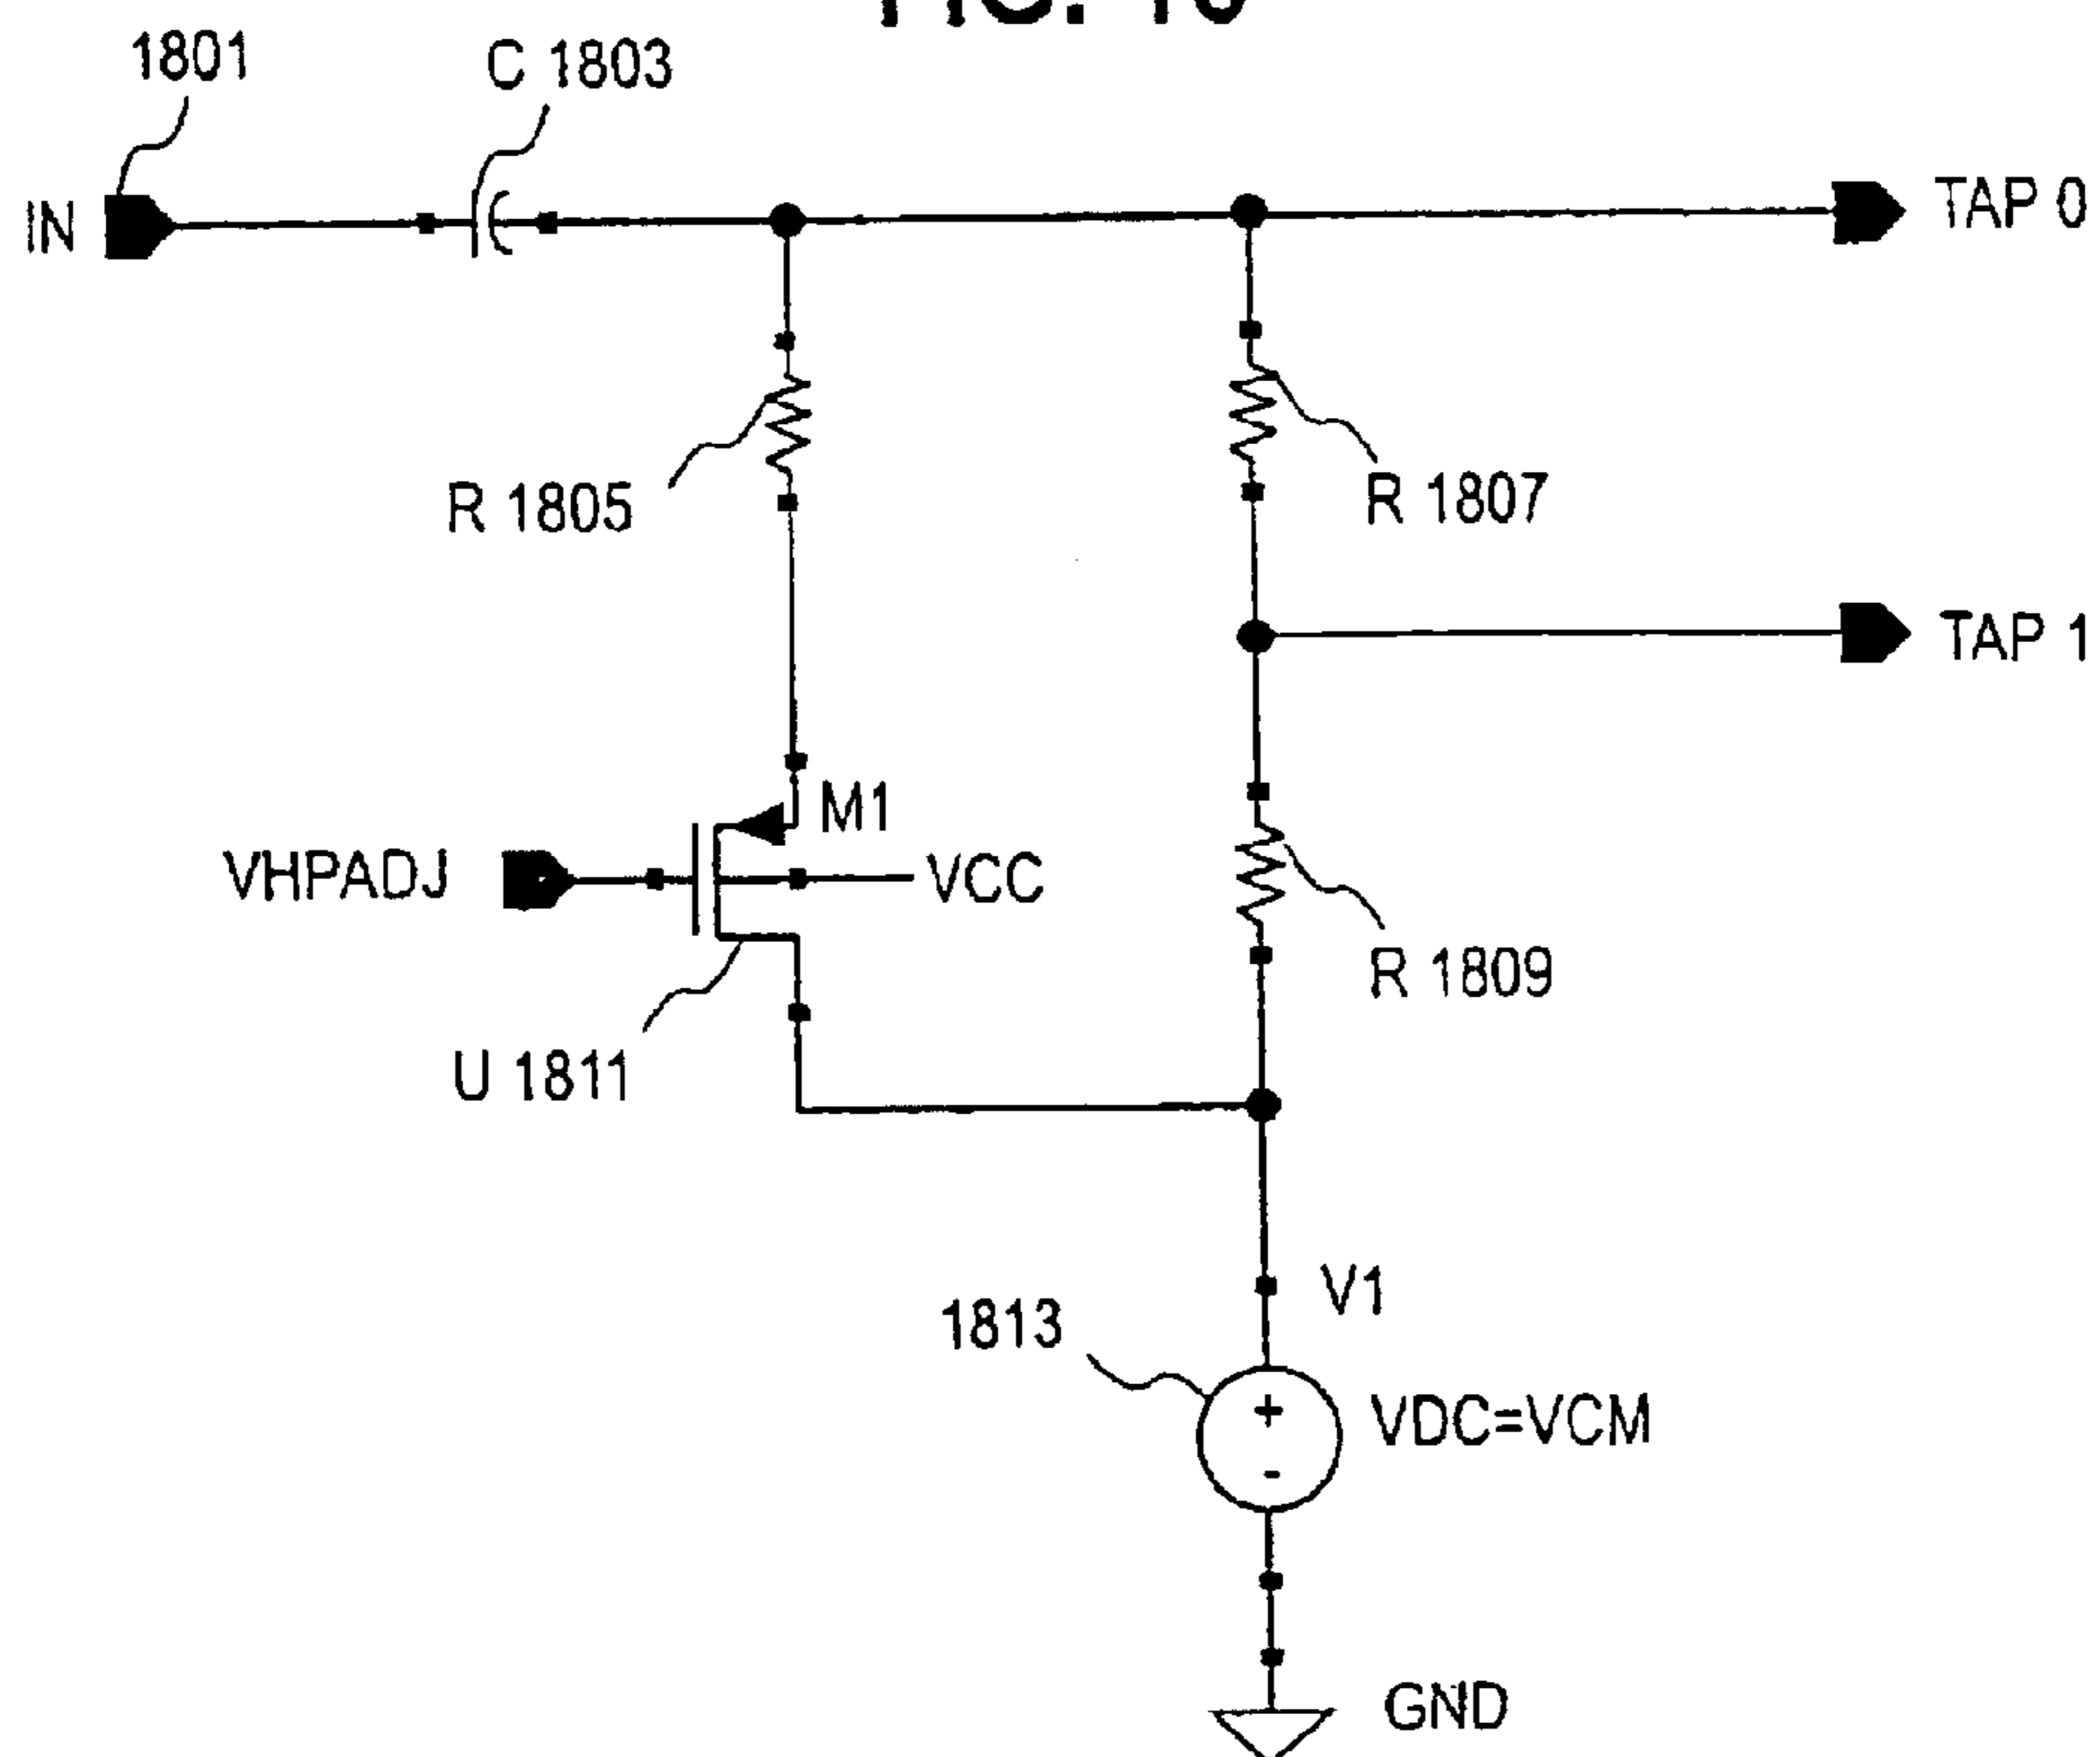 1801
C 1803
IN
TAP 0
R 1805
R 1807
TAP 1
M1
VHPADJ
VCC
R 1809
U 1811
V1
1813
+
VDC=VCM
-
GND